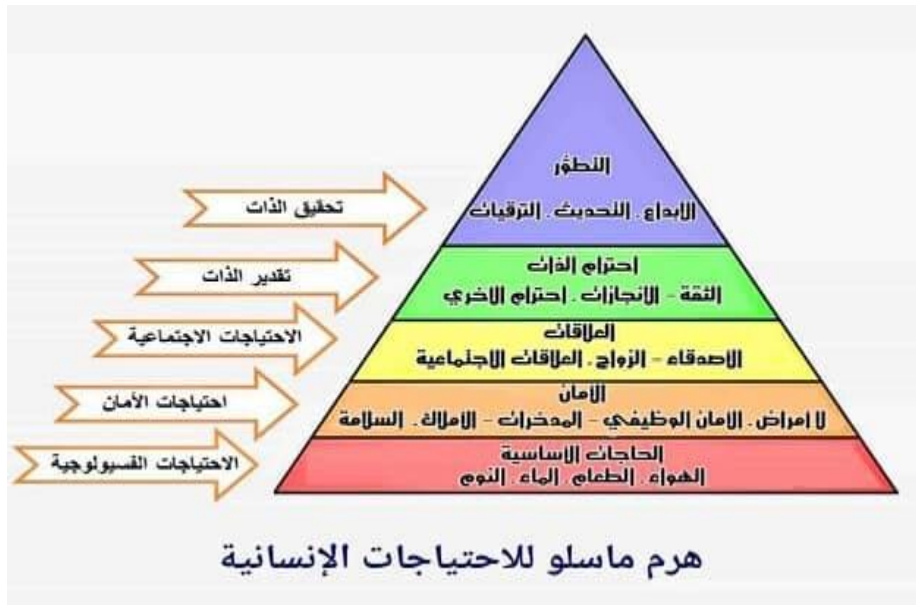 التطوُّر
الإبداع . التحديث . الترقيات
تحقيق الذات
احترام الذات
الثقة - الانجازات . احترام الاخري
تقدير الذات
العلاقات
الاصدقاء - الزواج . العلاقات الاجتماعية
الاحتياجات الاجتماعية
الأمان
لا امراض . الامان الوظيفي - المدخرات - الاملاك . السلامة
احتياجات الأمان
الحاجات الاساسية
الهواء . الطعام . الماء . النوم
الاحتياجات الفسيولوجية
هرم ماسلو للاحتياجات الإنسانية